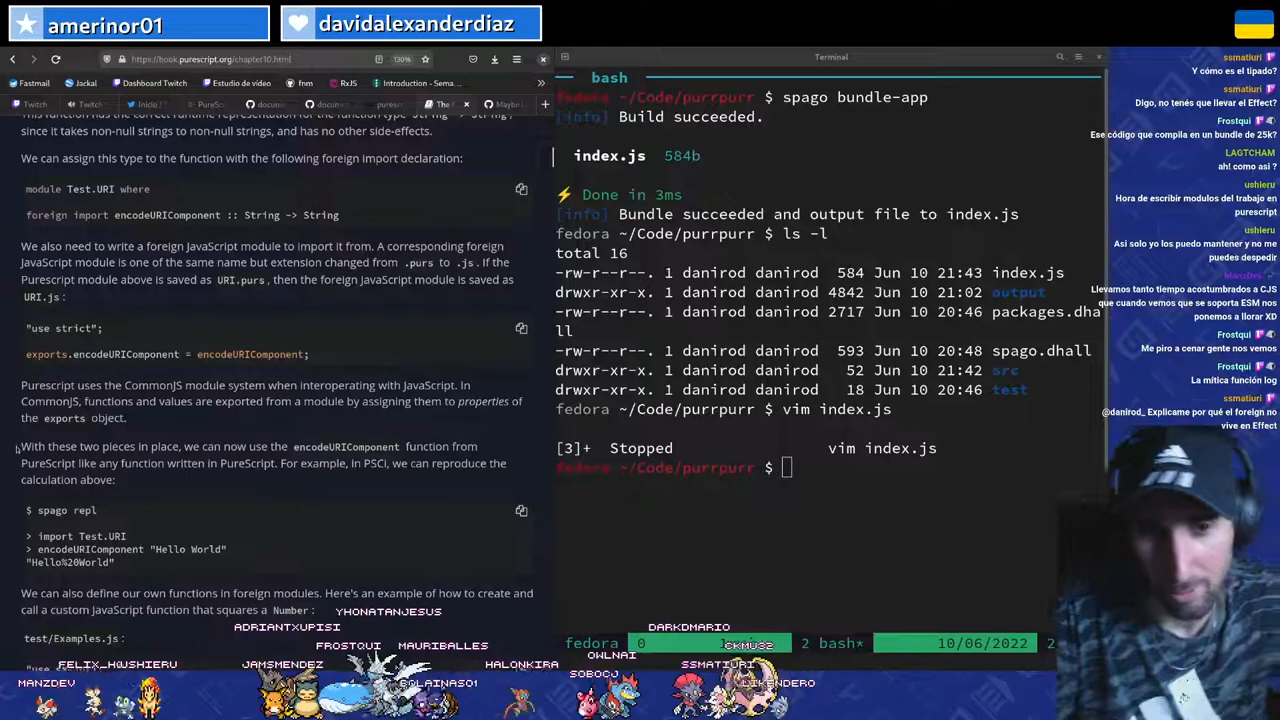 amerinor01
davidalexanderdiaz
https://book.purescript.org/chapter10.html
130%
Fastmail
Jackal
Dashboard Twitch
Estudio de vídeo
fnm
RxJS
Introduction - Sema...
Twitch
Twitc
Inicio
PureSc
docum
docum
puresc
The
Maybe
since it takes non-null strings to non-null strings, and has no other side-effects.
We can assign this type to the function with the following foreign import declaration:
module Test.URI where
foreign import encodeURIComponent :: String -> String
We also need to write a foreign JavaScript module to import it from. A corresponding foreign
JavaScript module is one of the same name but extension changed from .purs to .js. If the
Purescript module above is saved as URI.purs, then the foreign JavaScript module is saved as
URI.js:
"use strict";
exports.encodeURIComponent = encodeURIComponent;
Purescript uses the CommonJS module system when interoperating with JavaScript. In
CommonJS, functions and values are exported from a module by assigning them to properties of
the exports object.
With these two pieces in place, we can now use the encodeURIComponent function from
PureScript like any function written in PureScript. For example, in PSCi, we can reproduce the
calculation above:
$ spago repl
> import Test.URI
> encodeURIComponent "Hello World"
"Hello%20World"
We can also define our own functions in foreign modules. Here's an example of how to create and
call a custom JavaScript function that squares a Number:
test/Examples.js:
Terminal
bash
fedora ~/Code/purrpurr $ spago bundle-app
[info] Build succeeded.
index.js 584b
⚡ Done in 3ms
[info] Bundle succeeded and output file to index.js
fedora ~/Code/purrpurr $ ls -l
total 16
-rw-r--r--. 1 danirod danirod 584 Jun 10 21:43 index.js
drwxr-xr-x. 1 danirod danirod 4842 Jun 10 21:02 output
-rw-r--r--. 1 danirod danirod 2717 Jun 10 20:46 packages.dha
ll
-rw-r--r--. 1 danirod danirod 593 Jun 10 20:48 spago.dhall
drwxr-xr-x. 1 danirod danirod 52 Jun 10 21:42 src
drwxr-xr-x. 1 danirod danirod 18 Jun 10 20:46 test
fedora ~/Code/purrpurr $ vim index.js
[3]+ Stopped vim index.js
fedora ~/Code/purrpurr $
fedora 0 2 bash* 10/06/2022 2
ssmatiuri
Y cómo es el tipado?
ssmatiuri
Digo, no tenés que llevar el Effect?
Frostqui
Ese código que compila en un bundle de 25k?
LAGTCHAM
ah! como asi ?
ushieru
Hora de escribir modulos del trabajo en
purescript
ushieru
Asi solo yo los puedo mantener y no me
puedes despedir
ManzDev
Llevamos tanto tiempo acostumbrados a CJS
que cuando vemos que se soporta ESM nos
ponemos a llorar XD
Frostqui
Me piro a cenar gente nos vemos
Frostqui
La mítica función log
ssmatiuri
@danirod_ Explicame por qué el foreign no
vive en Effect
YHONATANJESUS
ADRIANTXUPISI
DARKDMARIO
FROSTQUI
MAURIBALLES
CKMU32
OWLNAI
FELIX_H
USHIERU
JAMSMENDEZ
HALONKIRA
SSMATIURI
SOBOCJ
MANZDEV
SOLAINAS01
LIKENDERO